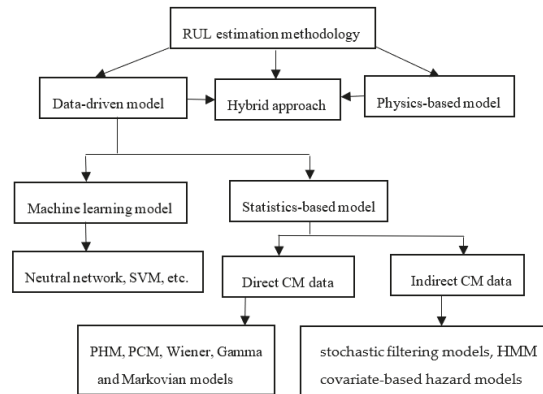 RUL estimation methodology
Data-driven model
Hybrid approach
Physics-based model
Machine learning model
Statistics-based model
Neutral network, SVM, etc.
Direct CM data
Indirect CM data
PHM, PCM, Wiener, Gamma
and Markovian models
stochastic filtering models, HMM
covariate-based hazard models